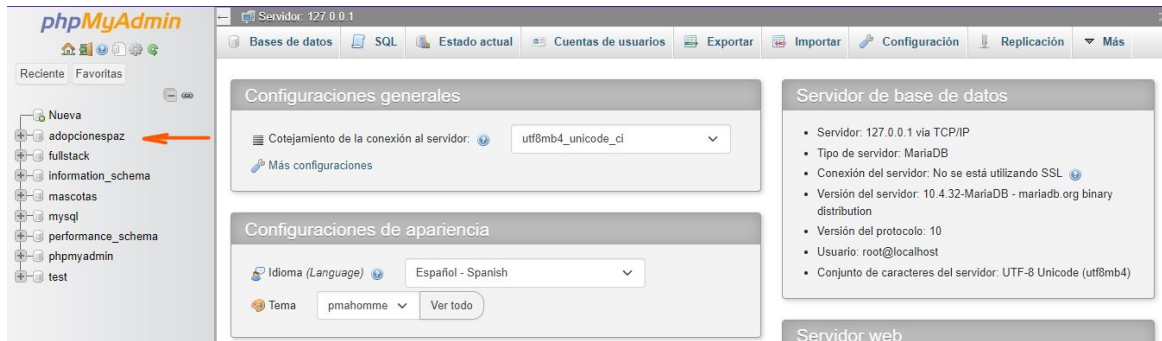 phpMyAdmin
Reciente Favoritas
Nueva
adopcionespaz
fullstack
information_schema
mascotas
mysql
performance_schema
phpmyadmin
test
Servidor: 127.0.0.1
Bases de datos SQL Estado actual Cuentas de usuarios Exportar Importar Configuración Replicación Más
Configuraciones generales
Cotejamiento de la conexión al servidor: utf8mb4_unicode_ci
Más configuraciones
Configuraciones de apariencia
Idioma (Language) Español - Spanish
Tema pmahomme Ver todo
Servidor de base de datos
Servidor: 127.0.0.1 via TCP/IP
Tipo de servidor: MariaDB
Conexión del servidor: No se está utilizando SSL
Versión del servidor: 10.4.32-MariaDB - mariadb.org binary
distribution
Versión del protocolo: 10
Usuario: root@localhost
Conjunto de caracteres del servidor: UTF-8 Unicode (utf8mb4)
Servidor web